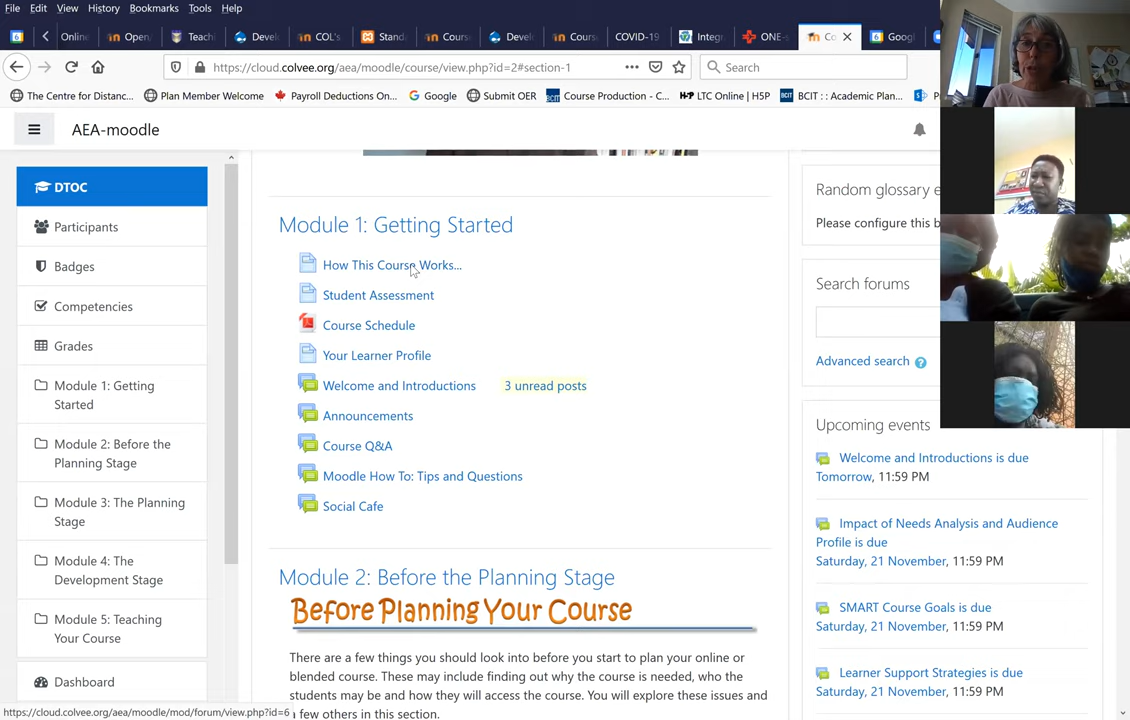 File Edit View History Bookmarks Tools Help
6 Online Open Teachi Develo COL's Standa Course Develo Course COVID-19 Integr ONE-s Co Googl
https://cloud.colvee.org/aea/moodle/course/view.php?id=2#section-1 Search
The Centre for Distanc... Plan Member Welcome Payroll Deductions On... Google Submit OER Course Production - C... H-P LTC Online | H5P BCIT : : Academic Plan...
AEA-moodle
DTOC
Participants
Badges
Competencies
Grades
Module 1: Getting
Started
Module 2: Before the
Planning Stage
Module 3: The Planning
Stage
Module 4: The
Development Stage
Module 5: Teaching
Your Course
Dashboard
Module 1: Getting Started
How This Course Works...
Student Assessment
Course Schedule
Your Learner Profile
Welcome and Introductions 3 unread posts
Announcements
Course Q&A
Moodle How To: Tips and Questions
Social Cafe
Module 2: Before the Planning Stage
Before Planning Your Course
There are a few things you should look into before you start to plan your online or
blended course. These may include finding out why the course is needed, who the
students may be and how they will access the course. You will explore these issues and
a few others in this section.
Random glossary e
Please configure this b
Search forums
Advanced search ?
Upcoming events
Welcome and Introductions is due
Tomorrow, 11:59 PM
Impact of Needs Analysis and Audience
Profile is due
Saturday, 21 November, 11:59 PM
SMART Course Goals is due
Saturday, 21 November, 11:59 PM
Learner Support Strategies is due
Saturday, 21 November, 11:59 PM
https://cloud.colvee.org/aea/moodle/mod/forum/view.php?id=6